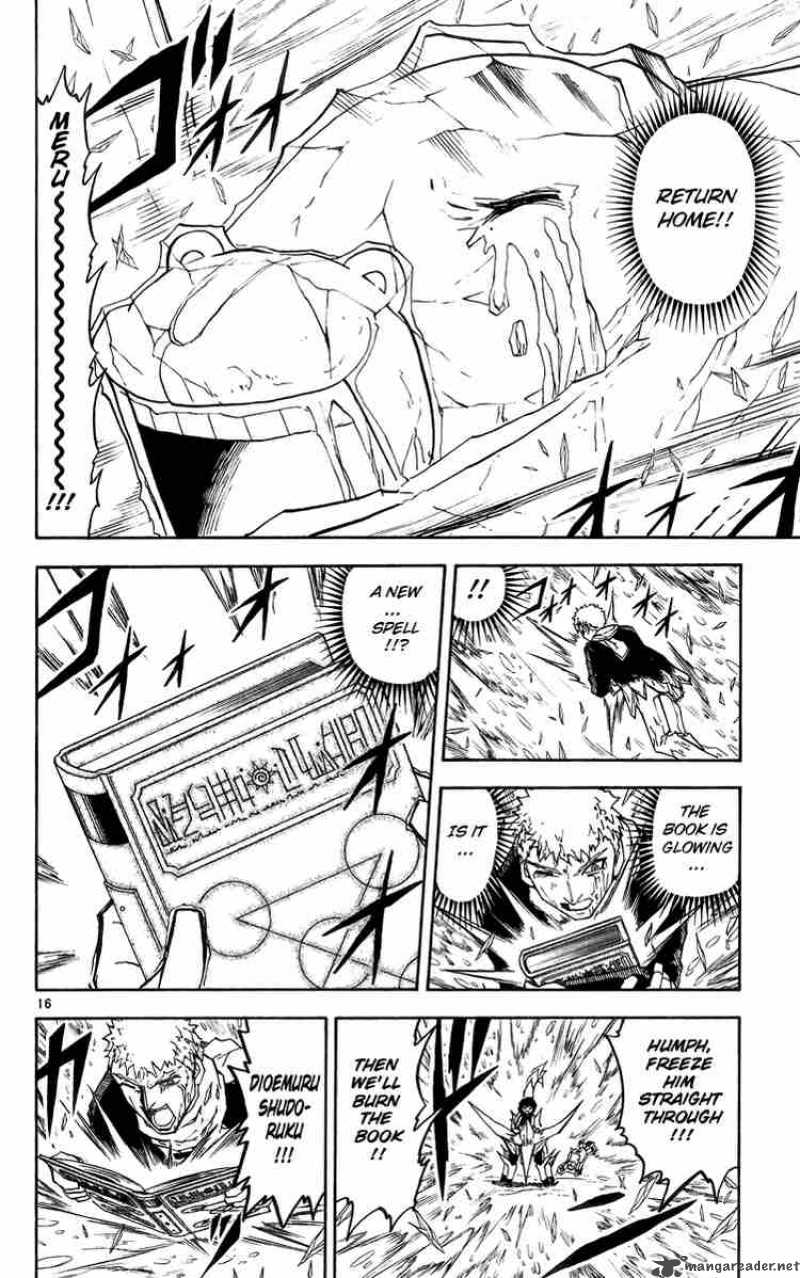 RETURN
HOME!!
MERU~~~~!!!
!!
THE
BOOK IS
GLOWING
...
IS IT
...
A NEW
...
SPELL
!!?
16
HUMPH,
FREEZE
HIM
STRAIGHT
THROUGH
!!!
THEN
WE'LL
BURN
THE
BOOK
!!
DIOEMURU
SHUDO-
RUKU
!!!
mangareader.net